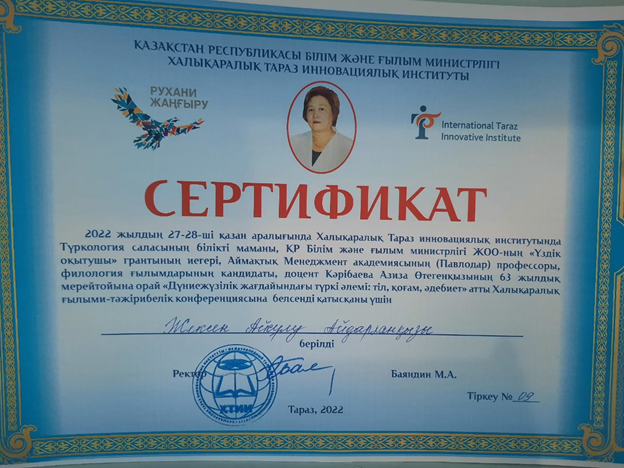 ҚАЗАҚСТАН РЕСПУБЛИКАСЫ БІЛІМ ЖӘНЕ ҒЫЛЫМ МИНИСТРЛІГІ
ХАЛЫҚАРАЛЫҚ ТАРАЗ ИННОВАЦИЯЛЫҚ ИНСТИТУТЫ
РУХАНИ
ЖАҢҒЫРУ
International Taraz
Innovative Institute
СЕРТИФИКАТ
2022 жылдың 27-28-ші қазан аралығында Халықаралық Тараз инновациялық институтында
Түркология саласының білікті маманы, ҚР Білім және ғылым министрлігі ЖОО-ның «Үздік
оқытушы» грантының иегері, Аймақтық Менеджмент академиясының (Павлодар) профессоры,
филология ғылымдарының кандидаты, доцент Кәрібаева Азиза Өтегенқызының 63 жылдық
мерейтойына орай «Дүниежүзілік жағдайындағы түркі әлемі: тіл, қоғам, әдебиет» атты Халықаралық
ғылыми-тәжірибелік конференциясына белсенді қатысқаны үшін
Айдарланқызы
берілді
Ректор
Баяндин М.А.
ХТИИ
Тіркеу № 09
Тараз, 2022